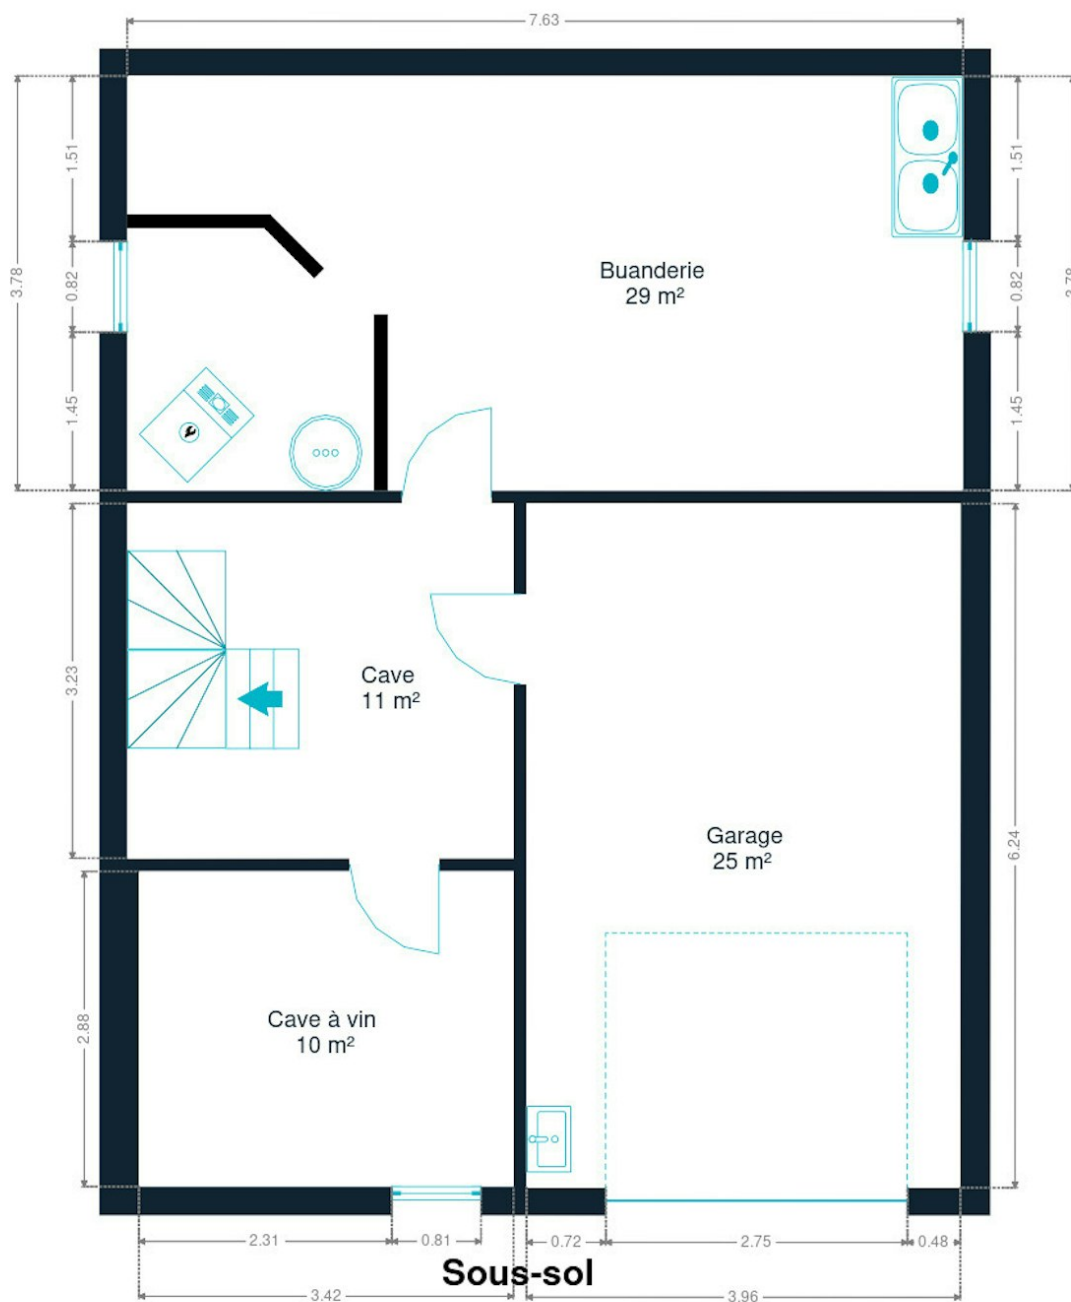 7.63
1.51
1.51
3.78
0.82
0.82
Buanderie
29 m²
1.45
1.45
3.23
Cave
11 m²
Garage
25 m²
6.24
Cave à vin
10 m²
2.88
2.31
0.81
0.72
2.75
0.48
Sous-sol
3.42
3.96